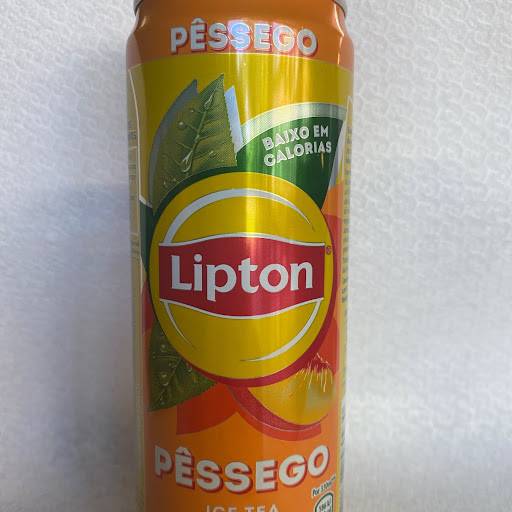 PÊSSEGO
BAIXO EM
CALORIAS
Lipton
®
PÊSSEGO
ICE TEA